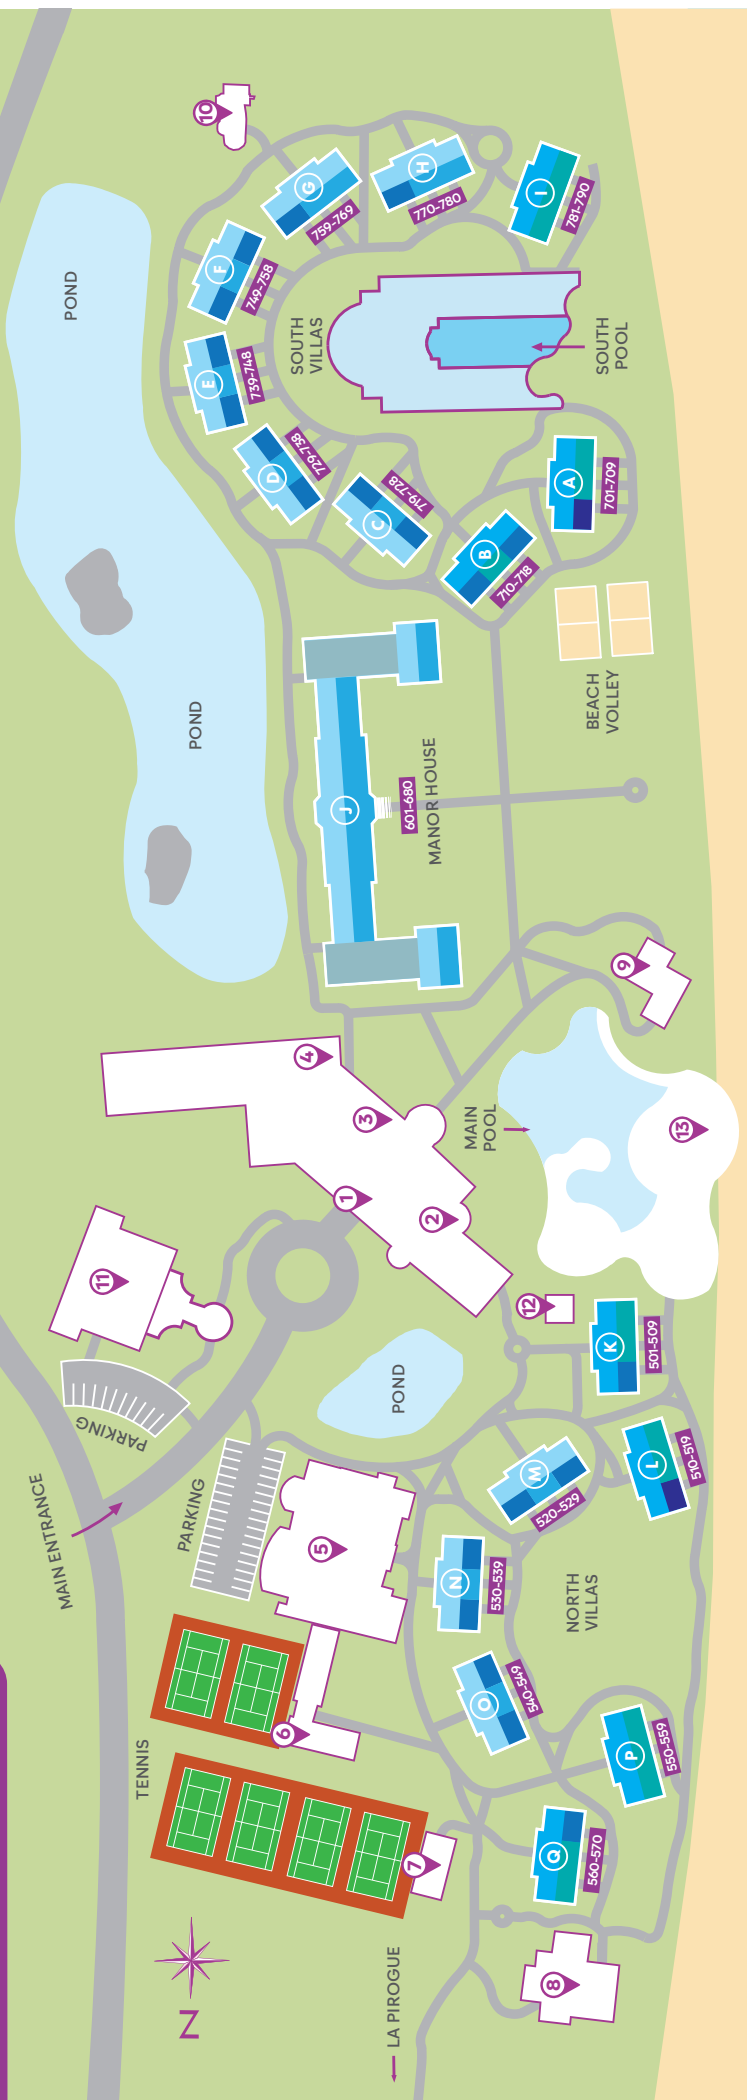 10
G
759-769
H
770-780
I
781-790
F
749-758
POND
E
739-748
SOUTH
VILLAS
SOUTH
POOL
D
729-738
C
719-728
A
701-709
B
710-718
POND
BEACH
VOLLEY
J
601-680
MANOR HOUSE
9
4
3
MAIN
POOL
13
1
2
11
12
K
501-509
POND
PARKING
L
510-519
M
520-529
MAIN ENTRANCE
PARKING
5
N
530-539
NORTH
VILLAS
O
540-549
6
P
550-559
TENNIS
7
Q
560-570
8
N
LA PIROGUE